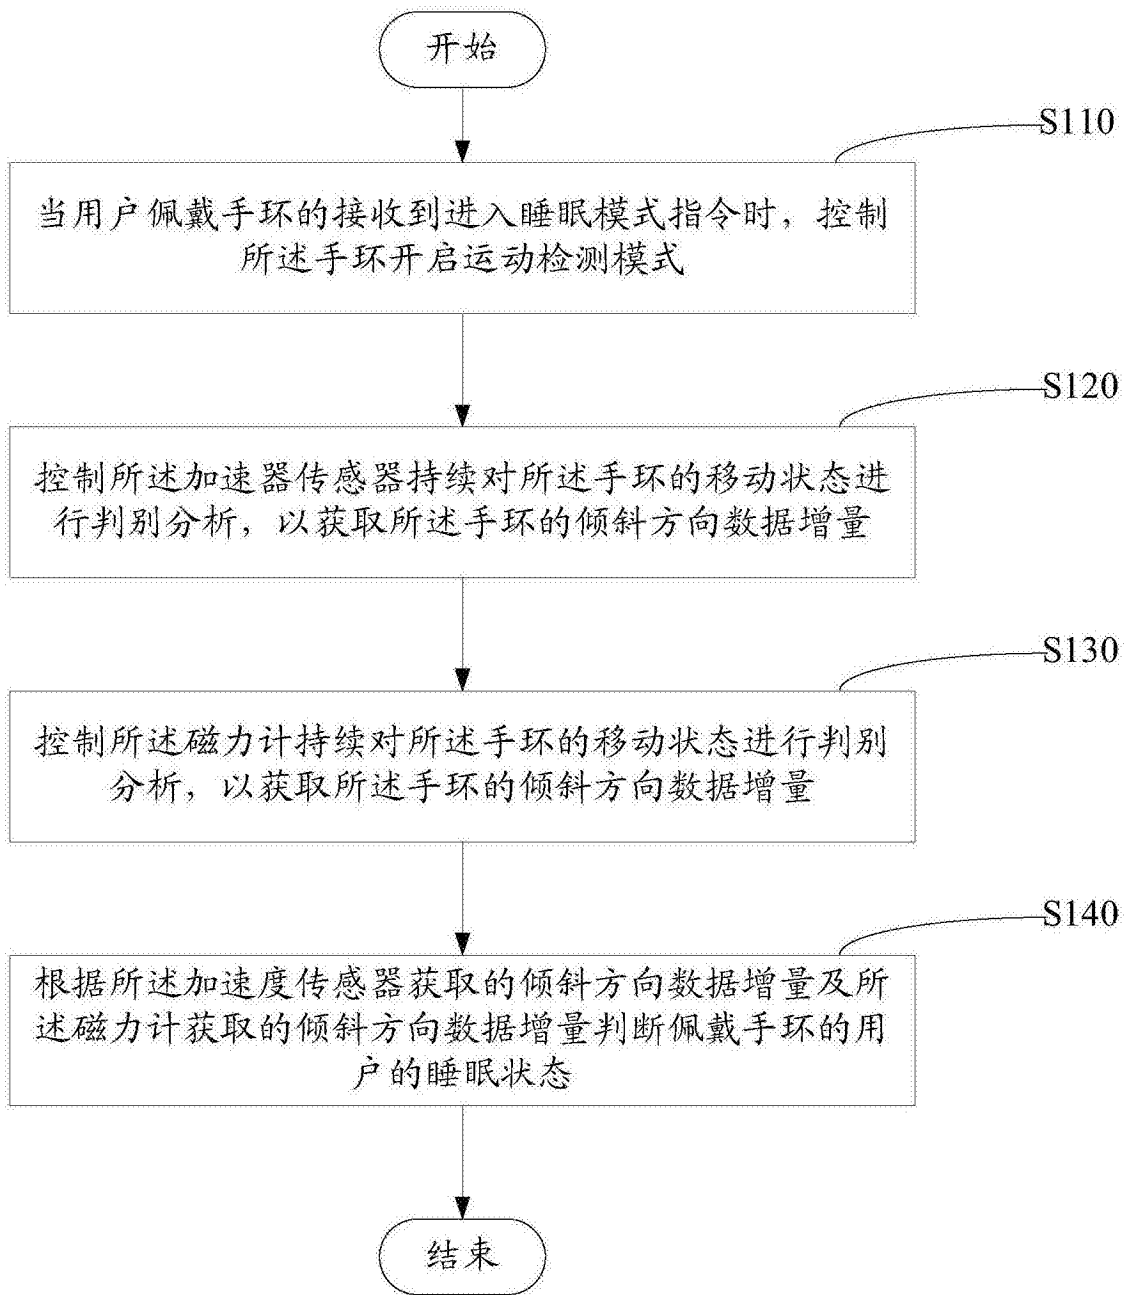 开始
S110
当用户佩戴手环的接收到进入睡眠模式指令时，控制
所述手环开启运动检测模式
S120
控制所述加速器传感器持续对所述手环的移动状态进
行判别分析，以获取所述手环的倾斜方向数据增量
S130
控制所述磁力计持续对所述手环的移动状态进行判别
分析，以获取所述手环的倾斜方向数据增量
S140
根据所述加速度传感器获取的倾斜方向数据增量及所
述磁力计获取的倾斜方向数据增量判断佩戴手环的用
户的睡眠状态
结束